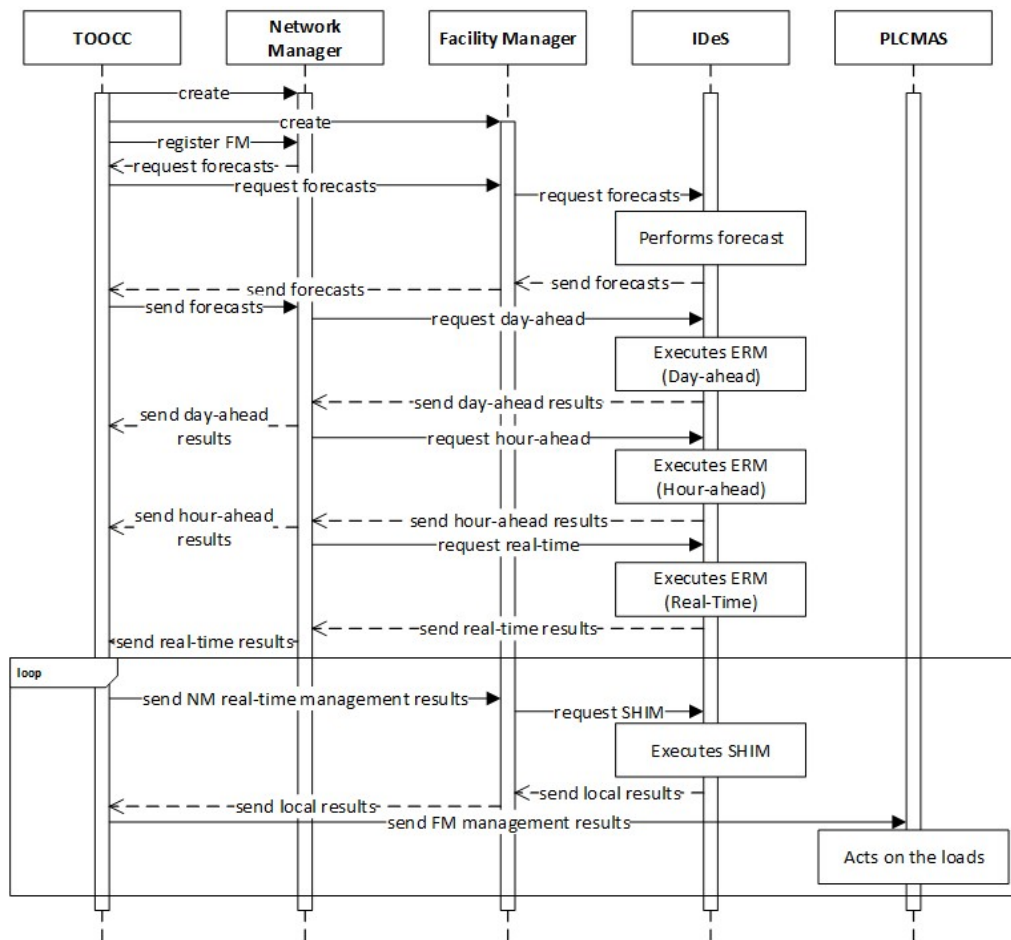 TOOCC
Network
Manager
Facility Manager
IDeS
PLCMAS
create
create
register FM
request forecasts
request forecasts
request forecasts
Performs forecast
send forecasts
send forecasts
send forecasts
request day-ahead
Executes ERM
(Day-ahead)
send day-ahead results
send day-ahead
results
request hour-ahead
Executes ERM
(Hour-ahead)
send hour-ahead results
send hour-ahead
results
request real-time
Executes ERM
(Real-Time)
send real-time results
send real-time results
loop
send NM real-time management results
request SHIM
Executes SHIM
send local results
send local results
send FM management results
Acts on the loads